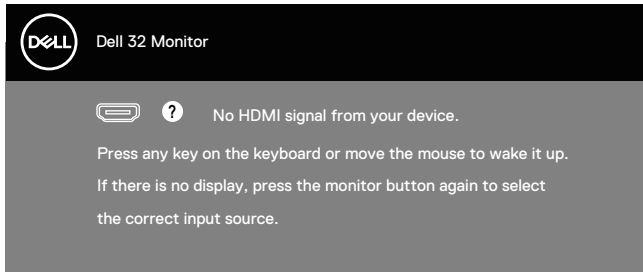 DELL
Dell 32 Monitor
? No HDMI signal from your device.
Press any key on the keyboard or move the mouse to wake it up.
If there is no display, press the monitor button again to select
the correct input source.